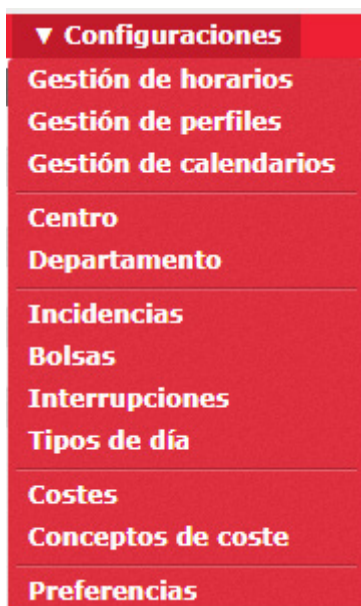 ▼ Configuraciones
Gestión de horarios
Gestión de perfiles
Gestión de calendarios
Centro
Departamento
Incidencias
Bolsas
Interrupciones
Tipos de día
Costes
Conceptos de coste
Preferencias